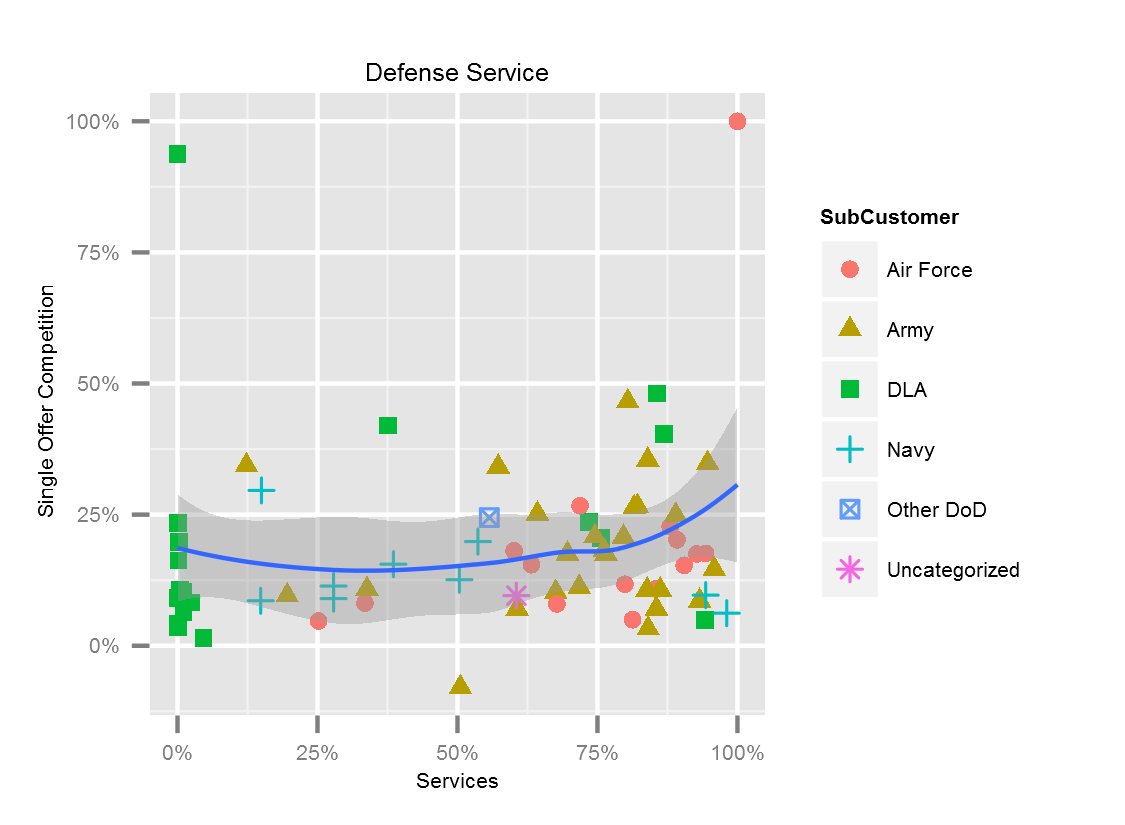 Defense Service
100%
75%
50%
25%
0%
Single Offer Competition
0% 25% 50% 75% 100%
Services
SubCustomer
Air Force
Army
DLA
Navy
Other DoD
Uncategorized